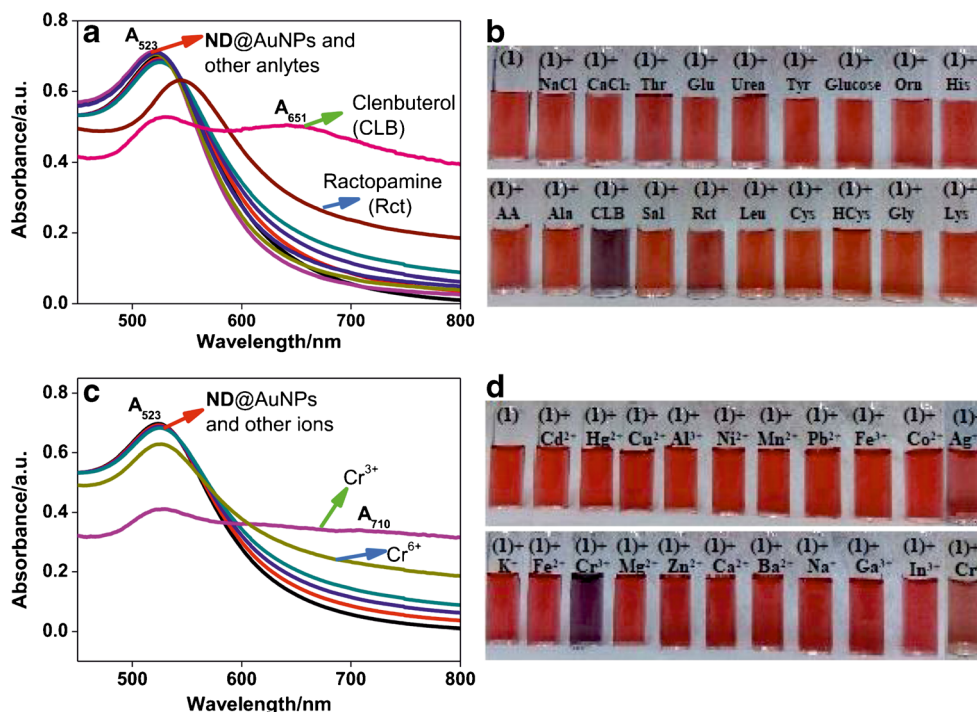 a
A523
ND@AuNPs and
other anlytes
Clenbuterol
(CLB)
A651
Ractopamine
(Rct)
Absorbance/a.u.
0.8
0.6
0.4
0.2
0.0
500 600 700 800
Wavelength/nm
b
(1) (1)+ (1)+ (1)+ (1)+ (1)+ (1)+ (1)+ (1)+ (1)+
NaCl CaCl₂ Thr Glu Urea Tyr Glucose Orn His
(1)+ (1)+ (1)+ (1)+ (1)+ (1)+ (1)+ (1)+ (1)+ (1)+
AA Ala CLB Sal Rct Leu Cys HCys Gly Lys
c
A523
ND@AuNPs
and other ions
Cr³⁺
A710
Cr⁶⁺
Absorbance/a.u.
0.8
0.6
0.4
0.2
0.0
500 600 700 800
Wavelength/nm
d
(1) (1)+ (1)+ (1)+ (1)+ (1)+ (1)+ (1)+ (1)+ (1)+ (1)+
Cd²⁺ Hg²⁺ Cu²⁺ Al³⁺ Ni²⁺ Mn²⁺ Pb²⁺ Fe³⁺ Co²⁺ Ag⁺
(1)+ (1)+ (1)+ (1)+ (1)+ (1)+ (1)+ (1)+ (1)+ (1)+ (1)+
K⁺ Fe²⁺ Cr³⁺ Mg²⁺ Zn²⁺ Ca²⁺ Ba²⁺ Na⁺ Ga³⁺ In³⁺ Cr